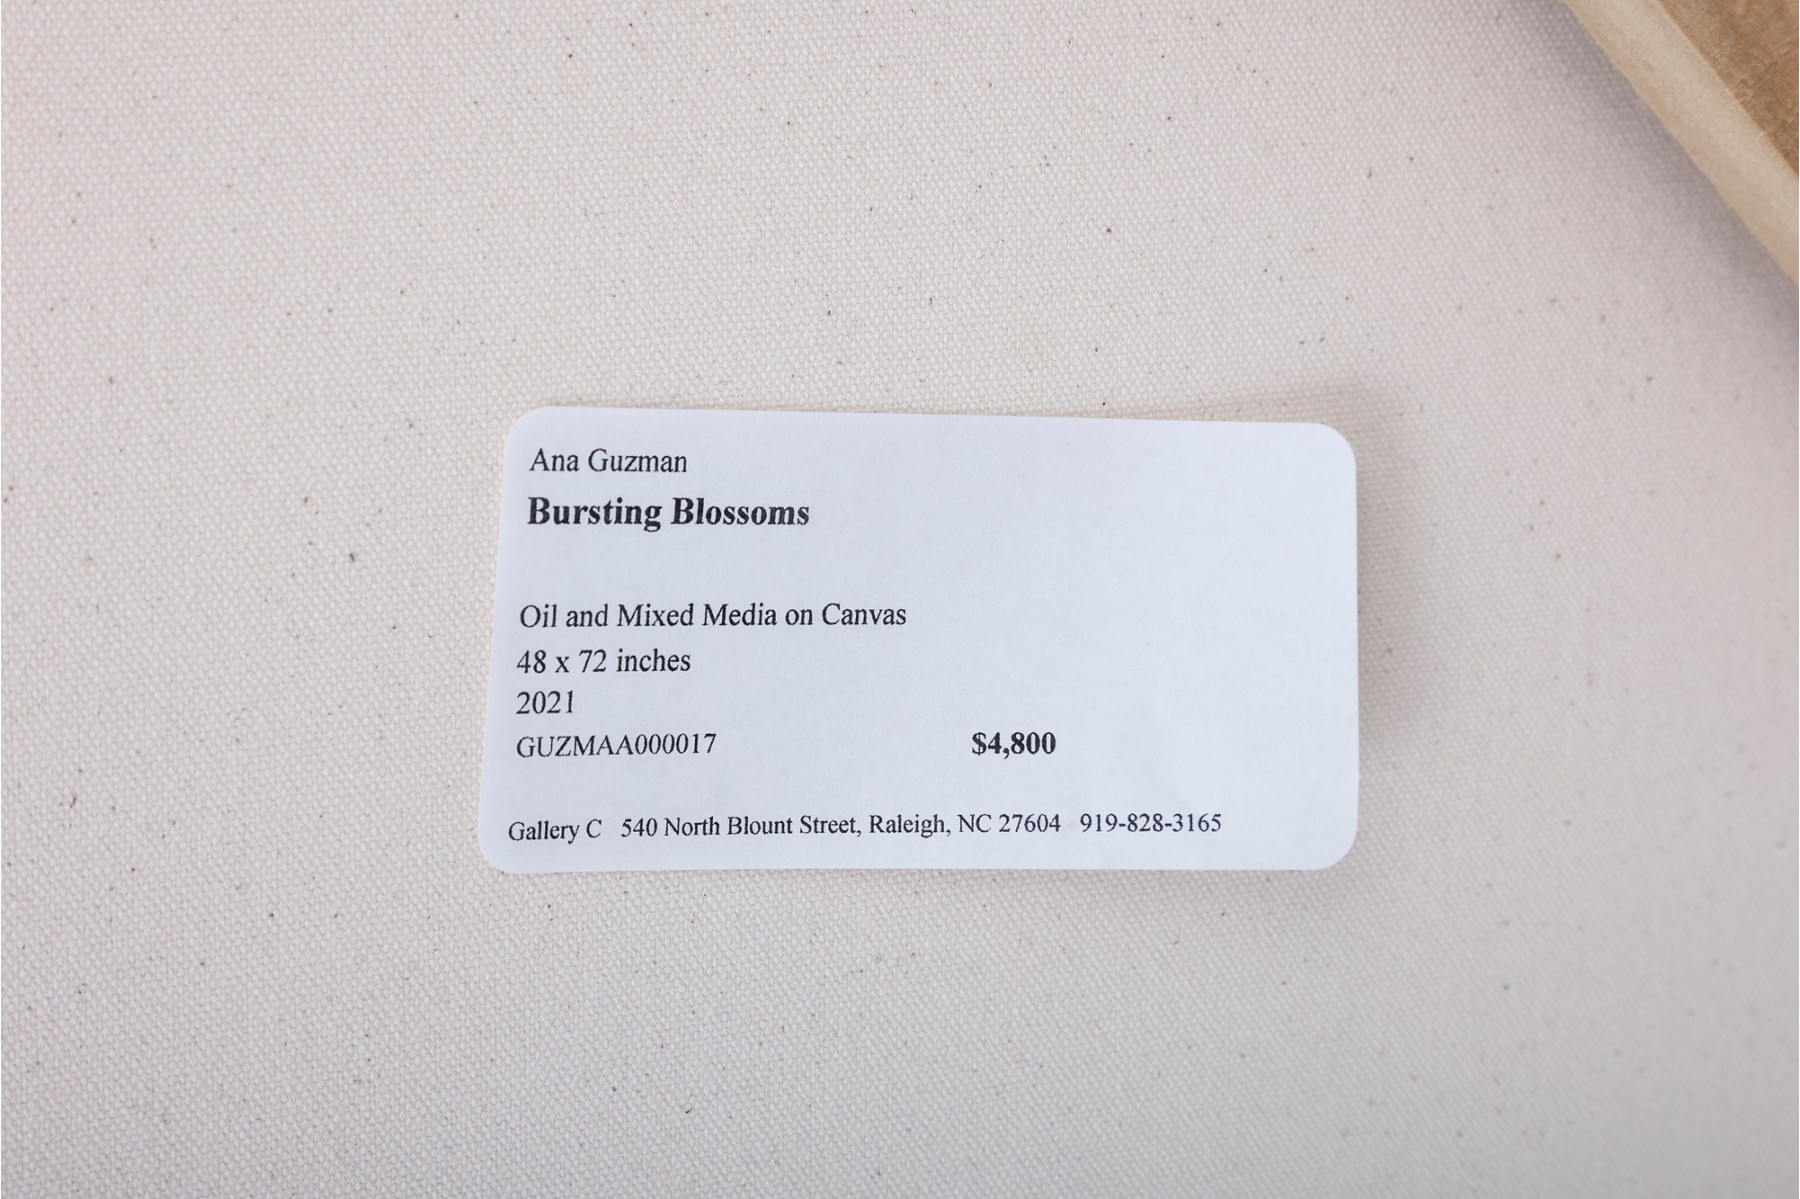 Ana Guzman
Bursting Blossoms
Oil and Mixed Media on Canvas
48 x 72 inches
2021
GUZMAA000017 $4,800
Gallery C 540 North Blount Street, Raleigh, NC 27604 919-828-3165